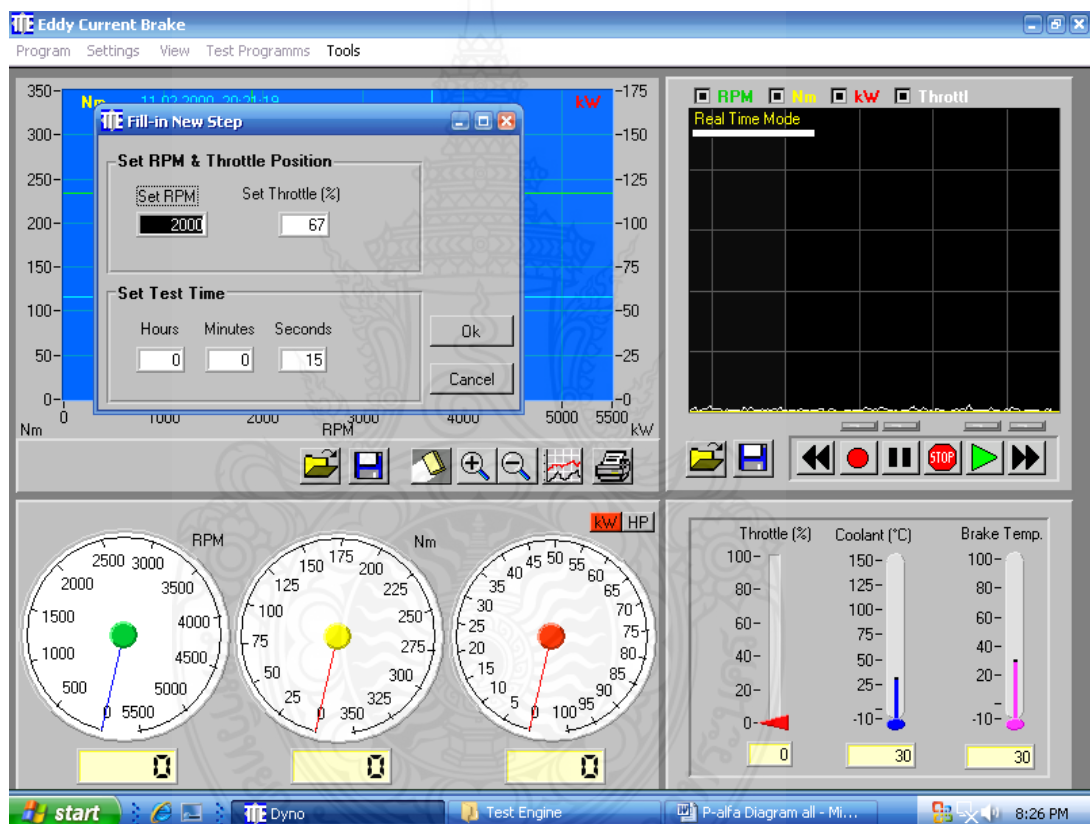 TTE Eddy Current Brake
Program Settings View Test Programms Tools
Nm 11.02.2000 20:21:19 kW
350 300 250 200 150 100 50 0
175 150 125 100 75 50 25 0
0 1000 2000 3000 4000 5000 5500
Nm RPM kW
Fill-in New Step
Set RPM & Throttle Position
Set RPM Set Throttle (%)
2000 67
Set Test Time
Hours Minutes Seconds
0 0 15
Ok
Cancel
RPM Nm kW Throttl
Real Time Mode
STOP
kW HP
RPM
0 500 1000 1500 2000 2500 3000 3500 4000 4500 5000 5500
0
Nm
0 25 50 75 100 125 150 175 200 225 250 275 325 350
0
0 5 10 15 20 25 30 35 40 45 50 55 60 65 70 75 80 85 90 95 100
0
Throttle (%) Coolant (°C) Brake Temp.
100 80 60 40 20 0
150 125 100 75 50 25 -10
100 80 60 40 20 -10
0 30 30
start Dyno Test Engine P-alfa Diagram all - Mi... 8:26 PM